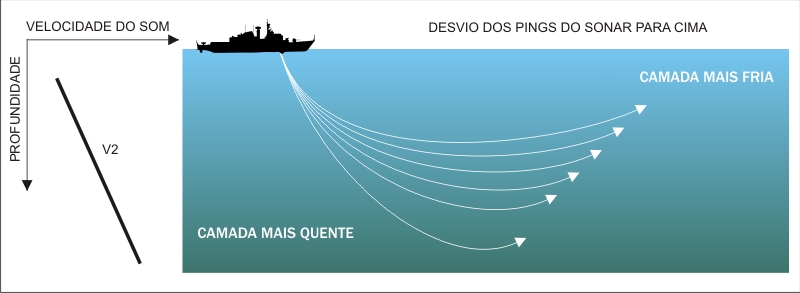 VELOCIDADE DO SOM
DESVIO DOS PINGS DO SONAR PARA CIMA
PROFUNDIDADE
CAMADA MAIS FRIA
V2
CAMADA MAIS QUENTE